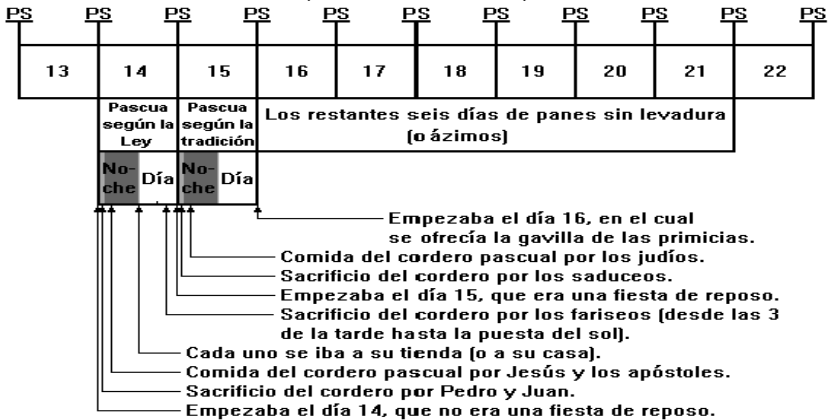 PS PS PS PS PS PS PS PS PS PS PS
13 14 15 16 17 18 19 20 21 22
Pascua según la Ley
Pascua según la tradición
Los restantes seis días de panes sin levadura
(o ázimos)
No-
che
Día
No-
che
Día
Empezaba el día 16, en el cual
se ofrecía la gavilla de las primicias.
Comida del cordero pascual por los judíos.
Sacrificio del cordero por los saduceos.
Empezaba el día 15, que era una fiesta de reposo.
Sacrificio del cordero por los fariseos (desde las 3
de la tarde hasta la puesta del sol).
Cada uno se iba a su tienda (o a su casa).
Comida del cordero pascual por Jesús y los apóstoles.
Sacrificio del cordero por Pedro y Juan.
Empezaba el día 14, que no era una fiesta de reposo.